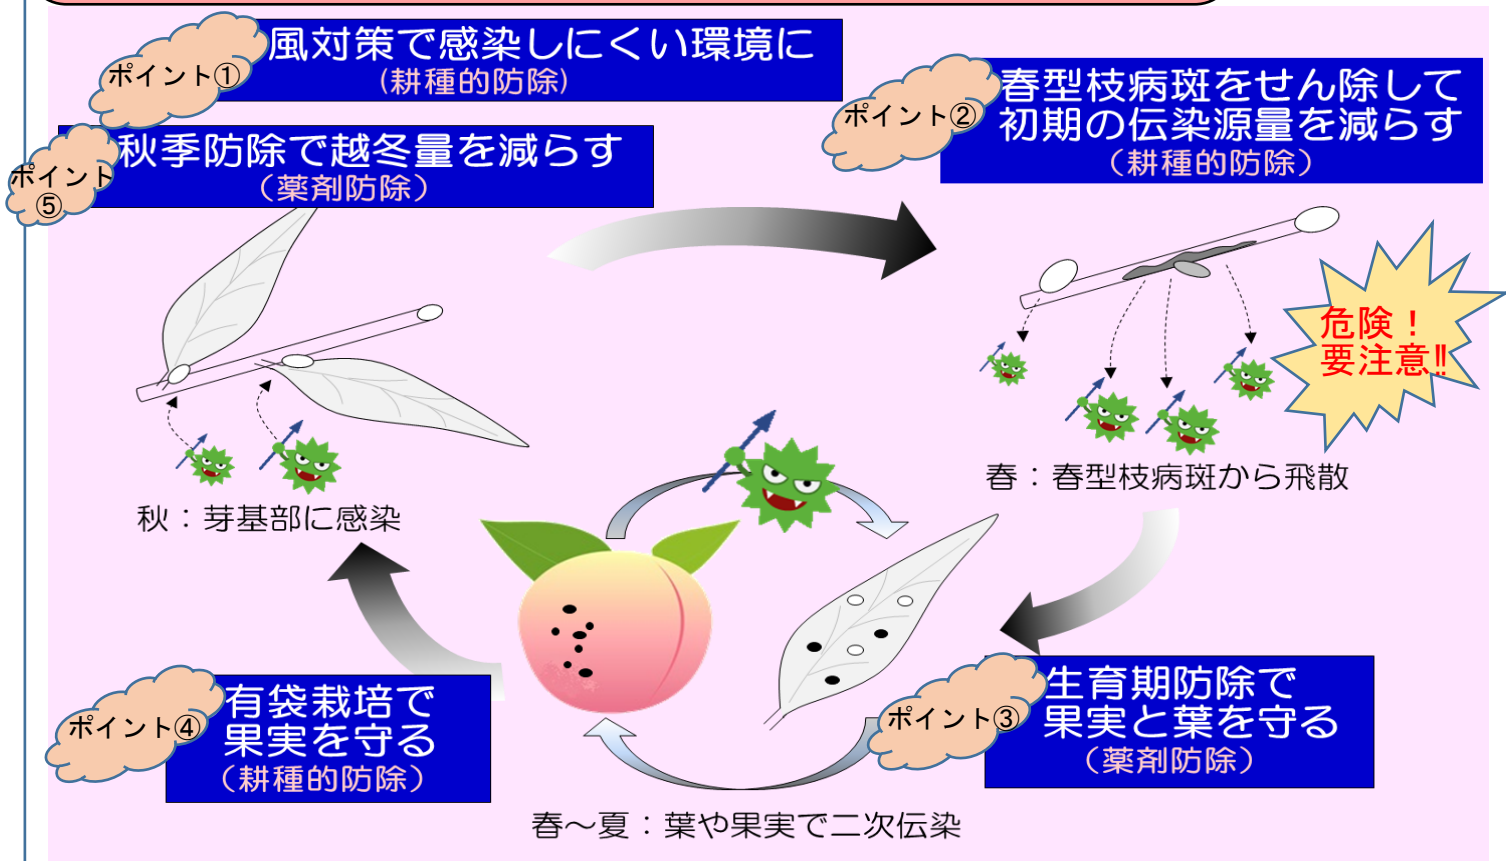 ポイント①
風対策で感染しにくい環境に
(耕種的防除)
ポイント②
春型枝病斑をせん除して
初期の伝染源量を減らす
（耕種的防除）
ポイント
⑤
秋季防除で越冬量を減らす
（薬剤防除）
危険！
要注意‼
春：春型枝病斑から飛散
秋：芽基部に感染
ポイント④
有袋栽培で
果実を守る
（耕種的防除）
ポイント③
生育期防除で
果実と葉を守る
（薬剤防除）
春～夏：葉や果実で二次伝染